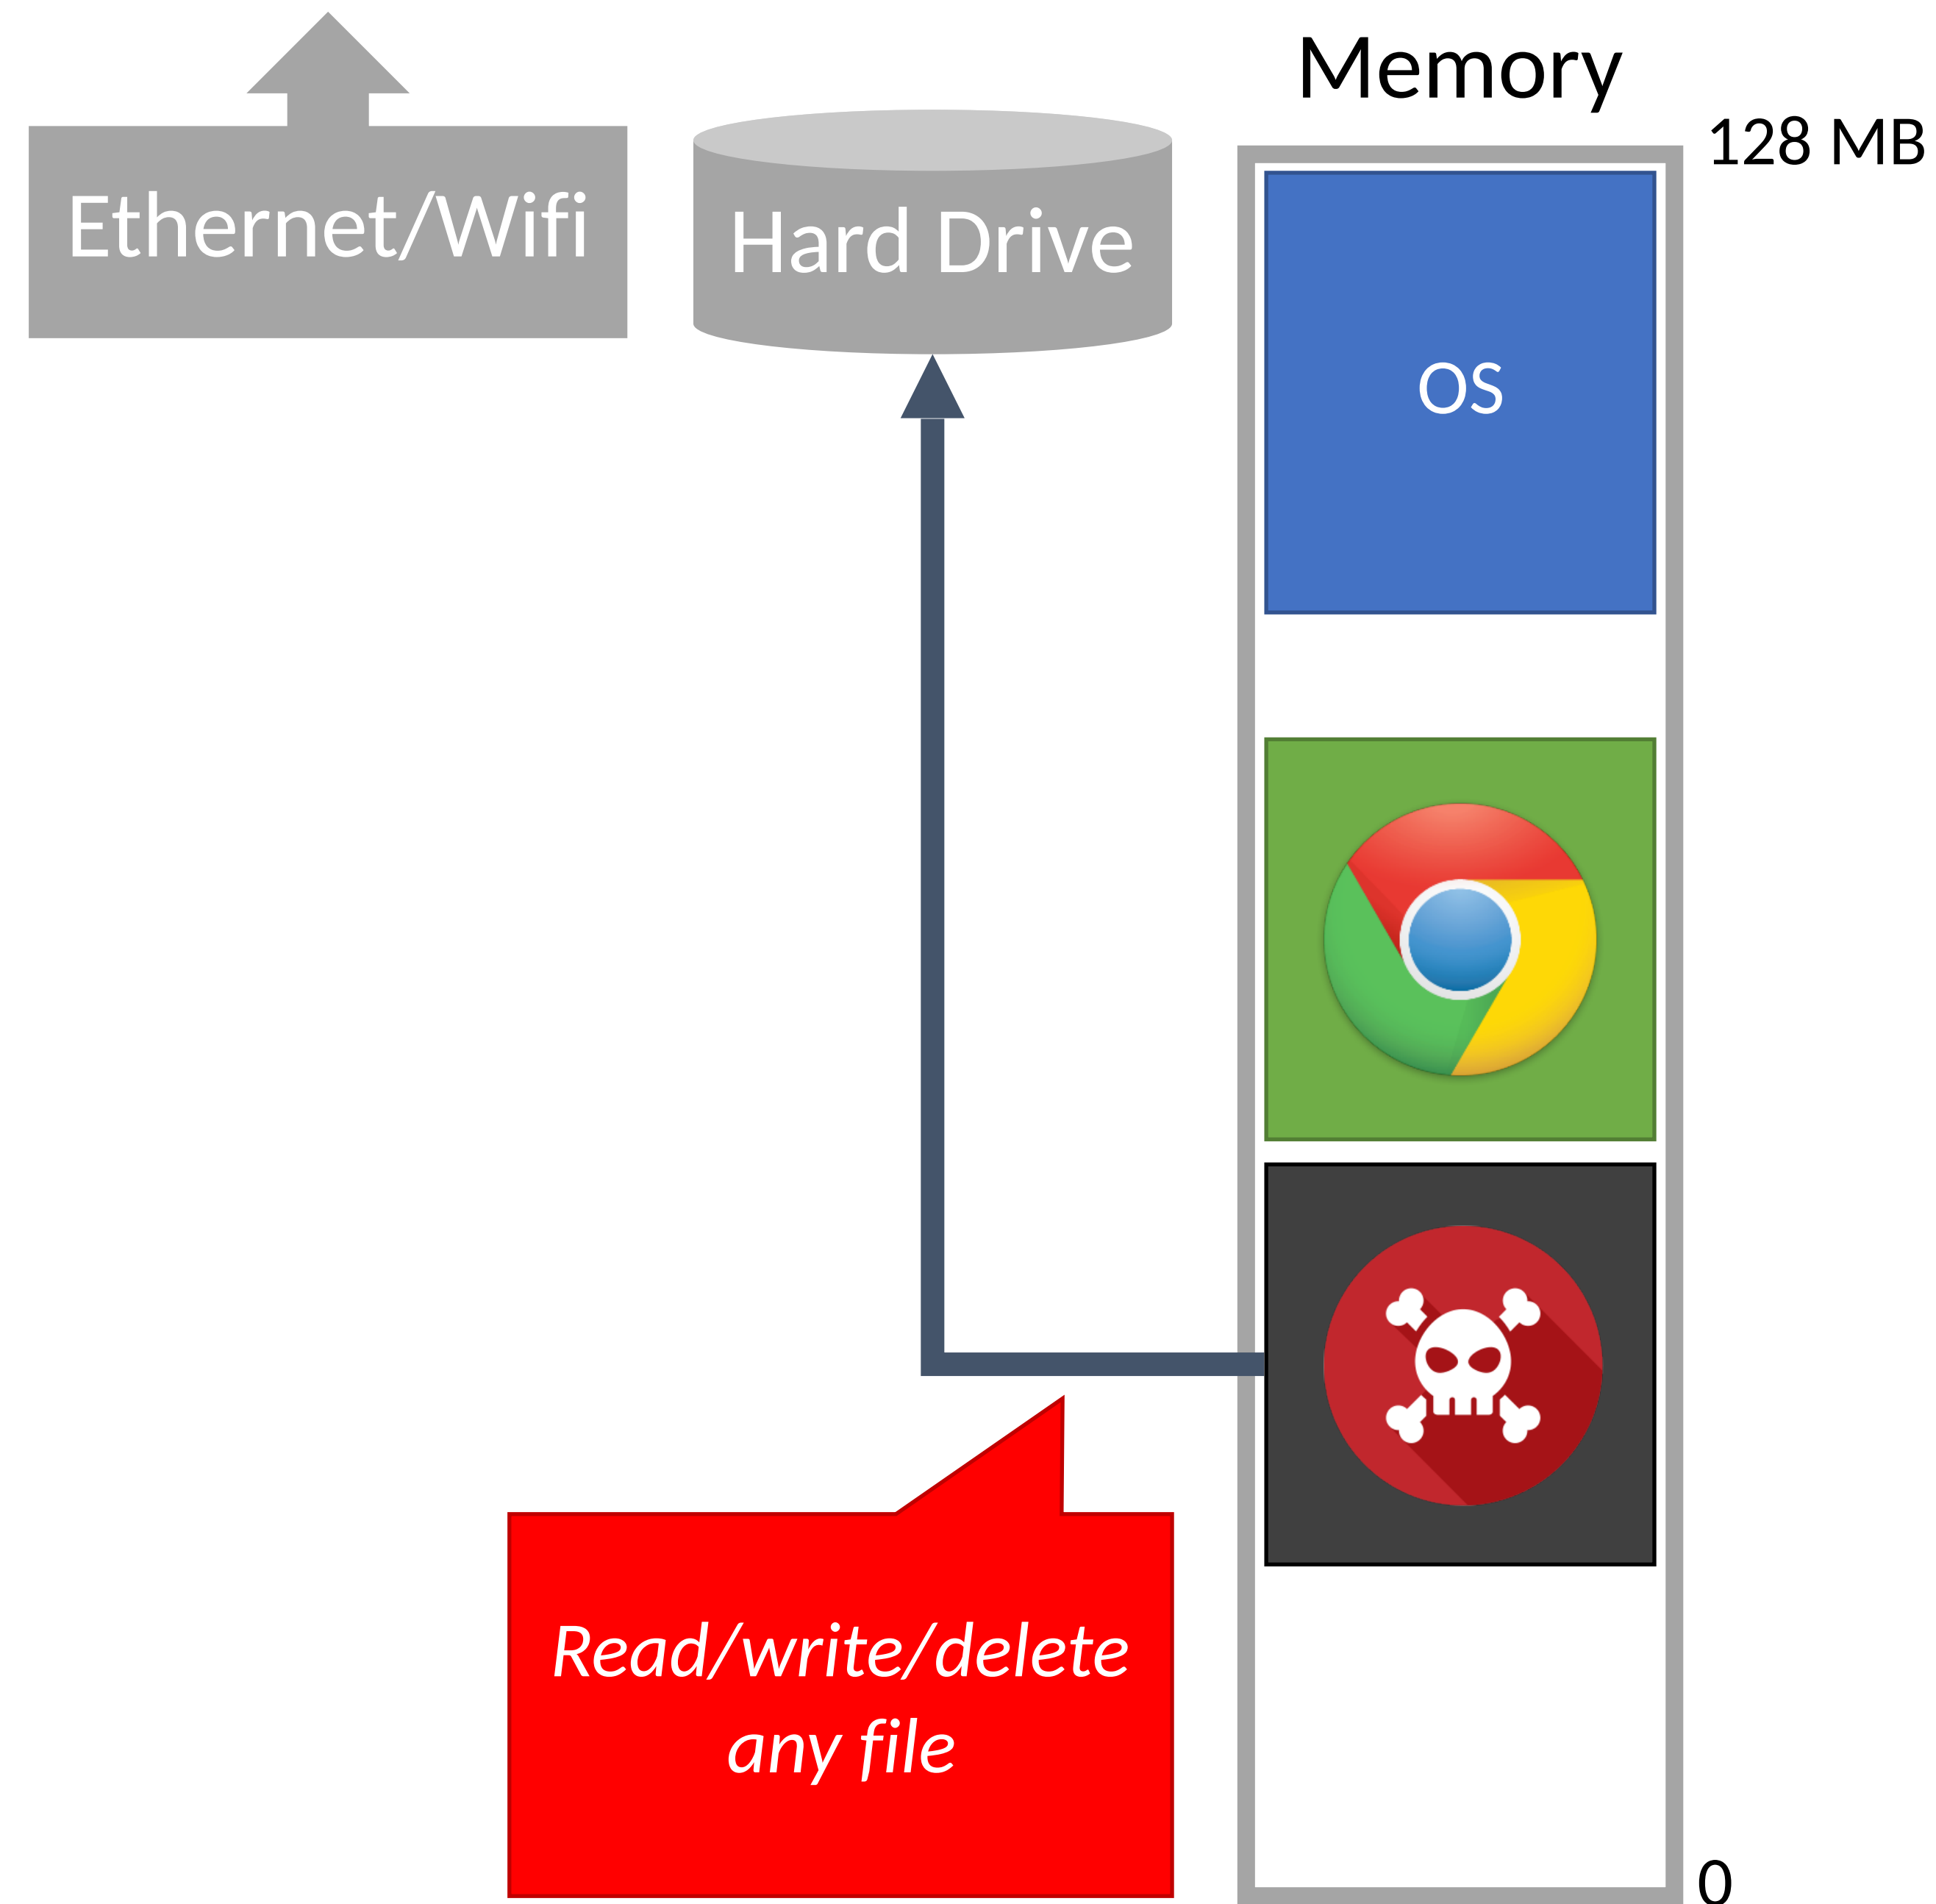 Memory
128 MB
Ethernet/Wifi
Hard Drive
OS
Read/write/delete
any file
0